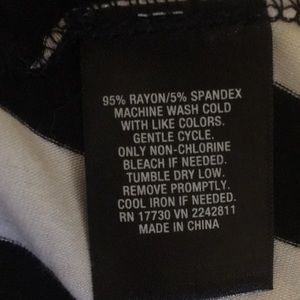 95% RAYON/5% SPANDEX
MACHINE WASH COLD
WITH LIKE COLORS.
GENTLE CYCLE.
ONLY NON-CHLORINE
BLEACH IF NEEDED.
TUMBLE DRY LOW.
REMOVE PROMPTLY.
COOL IRON IF NEEDED.
RN 17730 VN 2242811
MADE IN CHINA